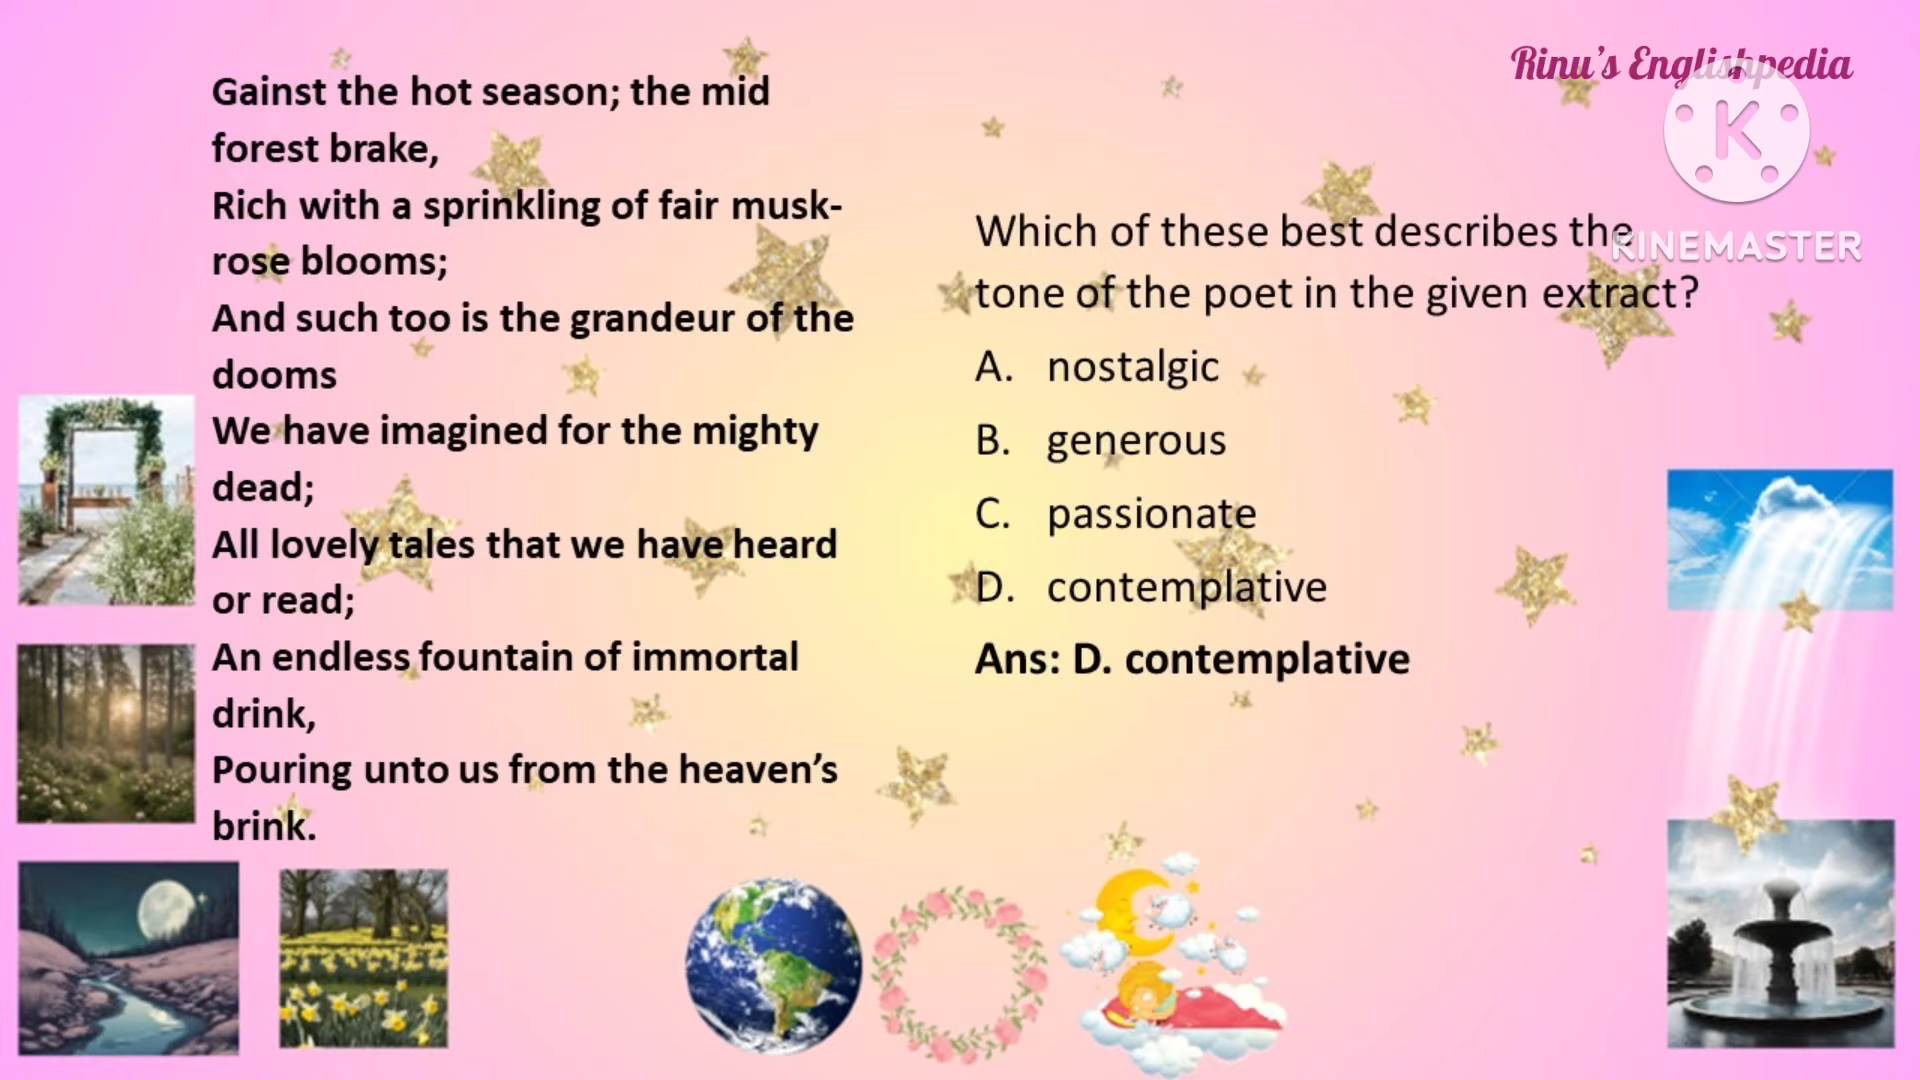 Gainst the hot season; the mid
forest brake,
Rich with a sprinkling of fair musk-
rose blooms;
And such too is the grandeur of the
dooms
We have imagined for the mighty
dead;
All lovely tales that we have heard
or read;
An endless fountain of immortal
drink,
Pouring unto us from the heaven's
brink.
Rinu's Englishpedia
K
KINEMASTER
Which of these best describes the
tone of the poet in the given extract?
A. nostalgic
B. generous
C. passionate
D. contemplative
Ans: D. contemplative